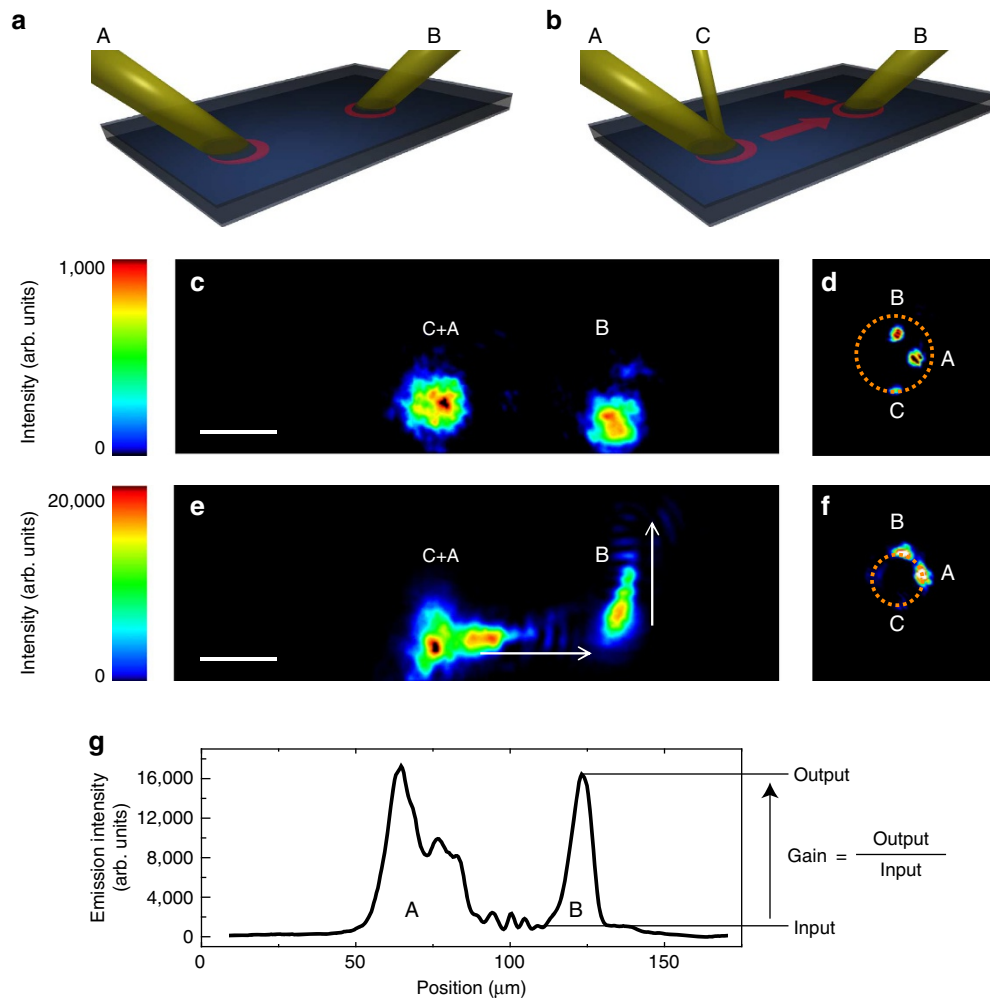 a
A
B
b
A
C
B
Intensity (arb. units)
1,000
0
c
C+A
B
d
B
A
C
Intensity (arb. units)
20,000
0
e
C+A
B
f
B
A
C
g
Emission intensity
(arb. units)
16,000
12,000
8,000
4,000
0
A
B
0
50
100
150
Position (μm)
Output
Gain = Output
Input
Input